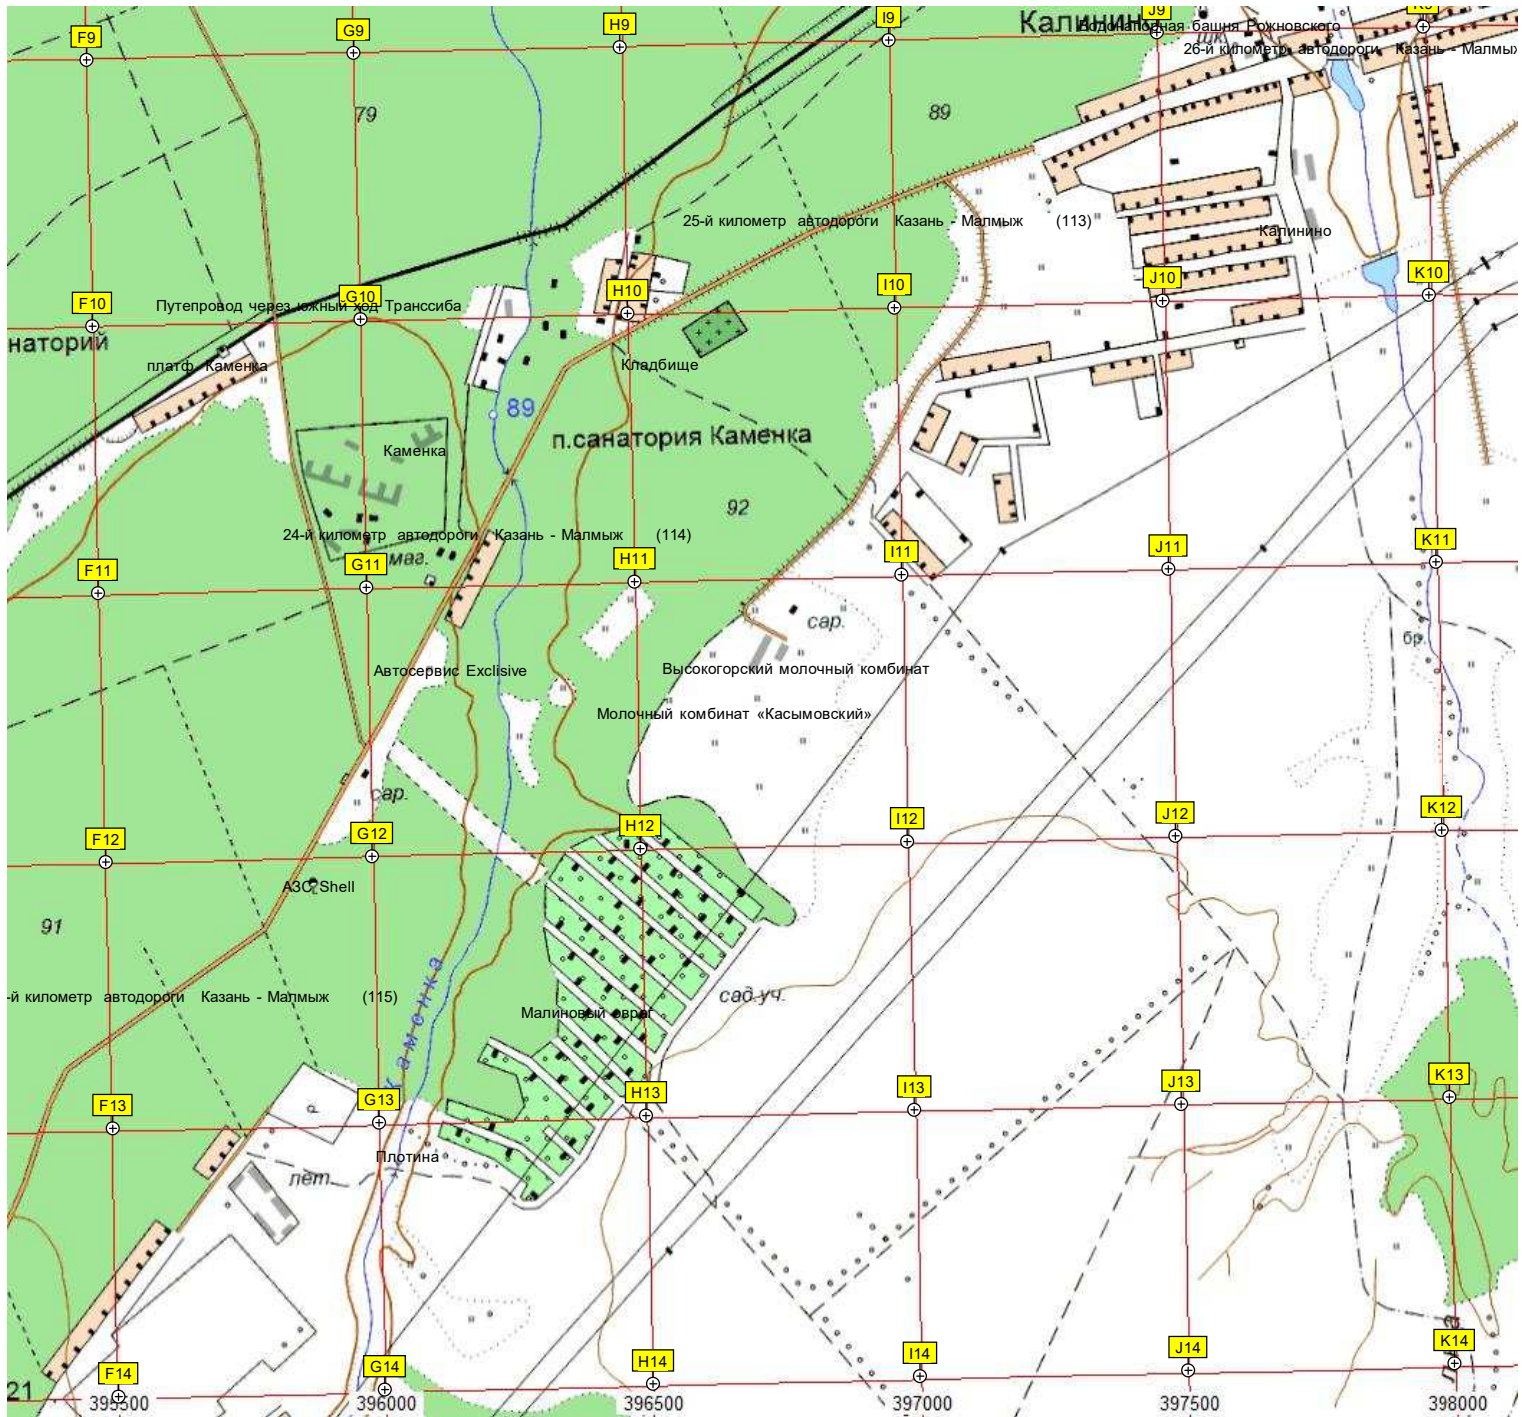 F9
G9
H9
I9
J9
Водонапорная башня Рожновского
26-й километр автодороги Казань - Малмыж
79
89
25-й километр автодороги Казань - Малмыж (113)
Калинино
F10
G10
H10
I10
J10
K10
Путепровод через южный ход Транссиба
наторий
платф. Каменка
Кладбище
89
п.санатория Каменка
Каменка
92
24-й километр автодороги Казань - Малмыж (114)
маг.
F11
G11
H11
I11
J11
K11
сар.
бр.
Автосервис Exclisive
Высокогорский молочный комбинат
Молочный комбинат «Касымовский»
сар.
F12
G12
H12
I12
J12
K12
АЗС Shell
91
Каменка
-й километр автодороги Казань - Малмыж (115)
сад.уч.
Малиновый овраг
F13
G13
H13
I13
J13
K13
Плотина
лет.
F14
G14
H14
I14
J14
K14
21
395500
396000
396500
397000
397500
398000